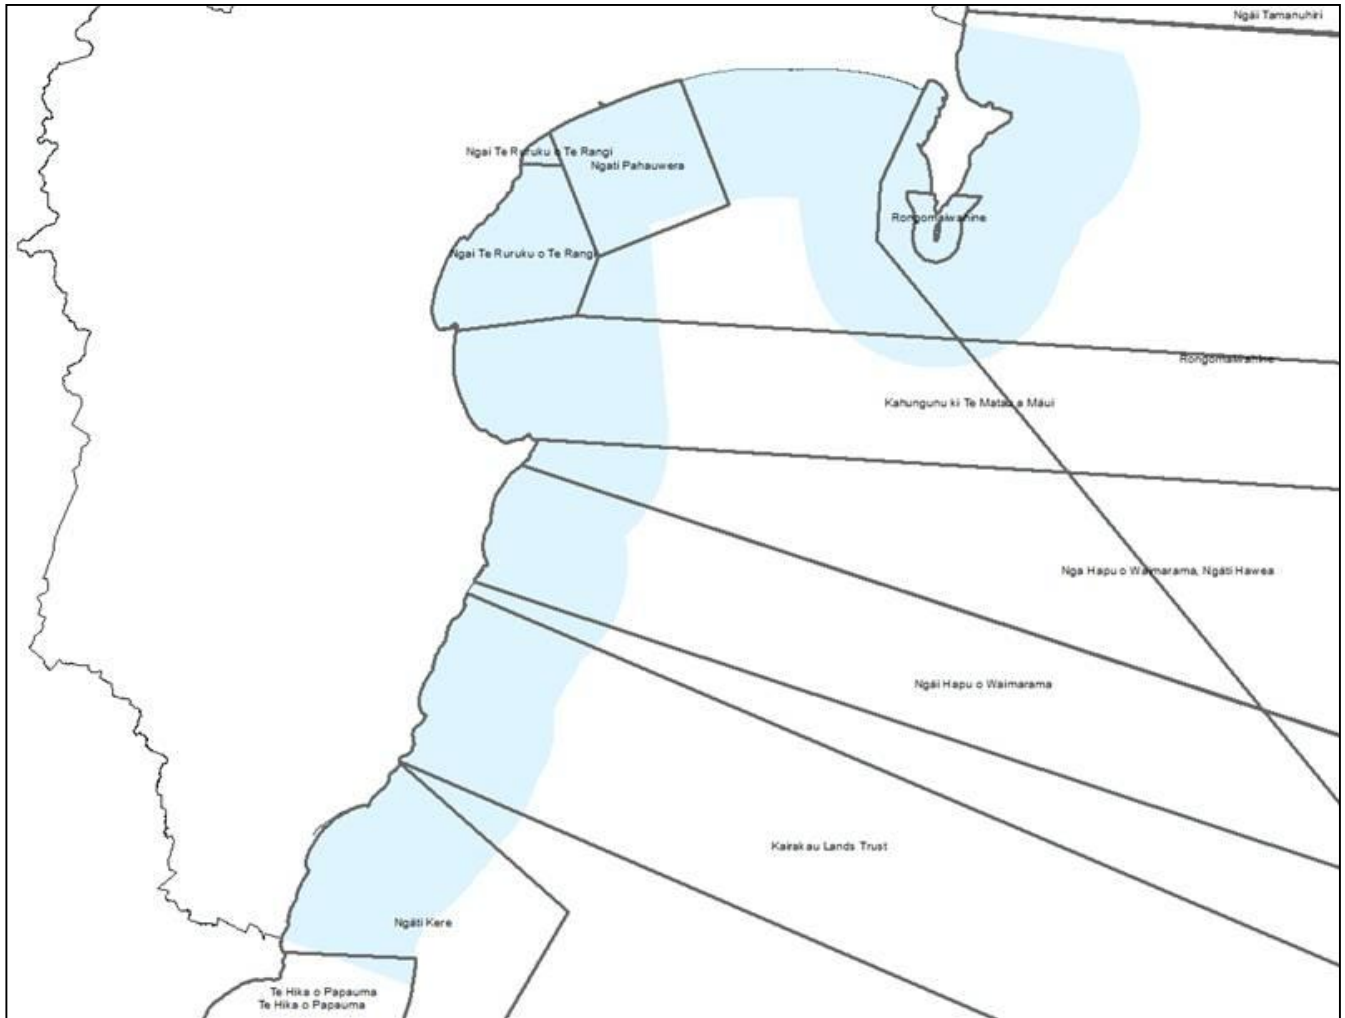 Ngāi Tamanuhiri
Ngai Te Ruruku o Te Rangi
Ngati Pahauwera
Rongomaiwahine
Ngai Te Ruruku o Te Rangi
Rongomaiwahine
Kahungunu ki Te Matau a Māui
Nga Hapu o Waimarama, Ngāti Hawea
Ngāi Hapu o Waimarama
Kairakau Lands Trust
Ngāti Kere
Te Hika o Papauma
Te Hika o Papauma